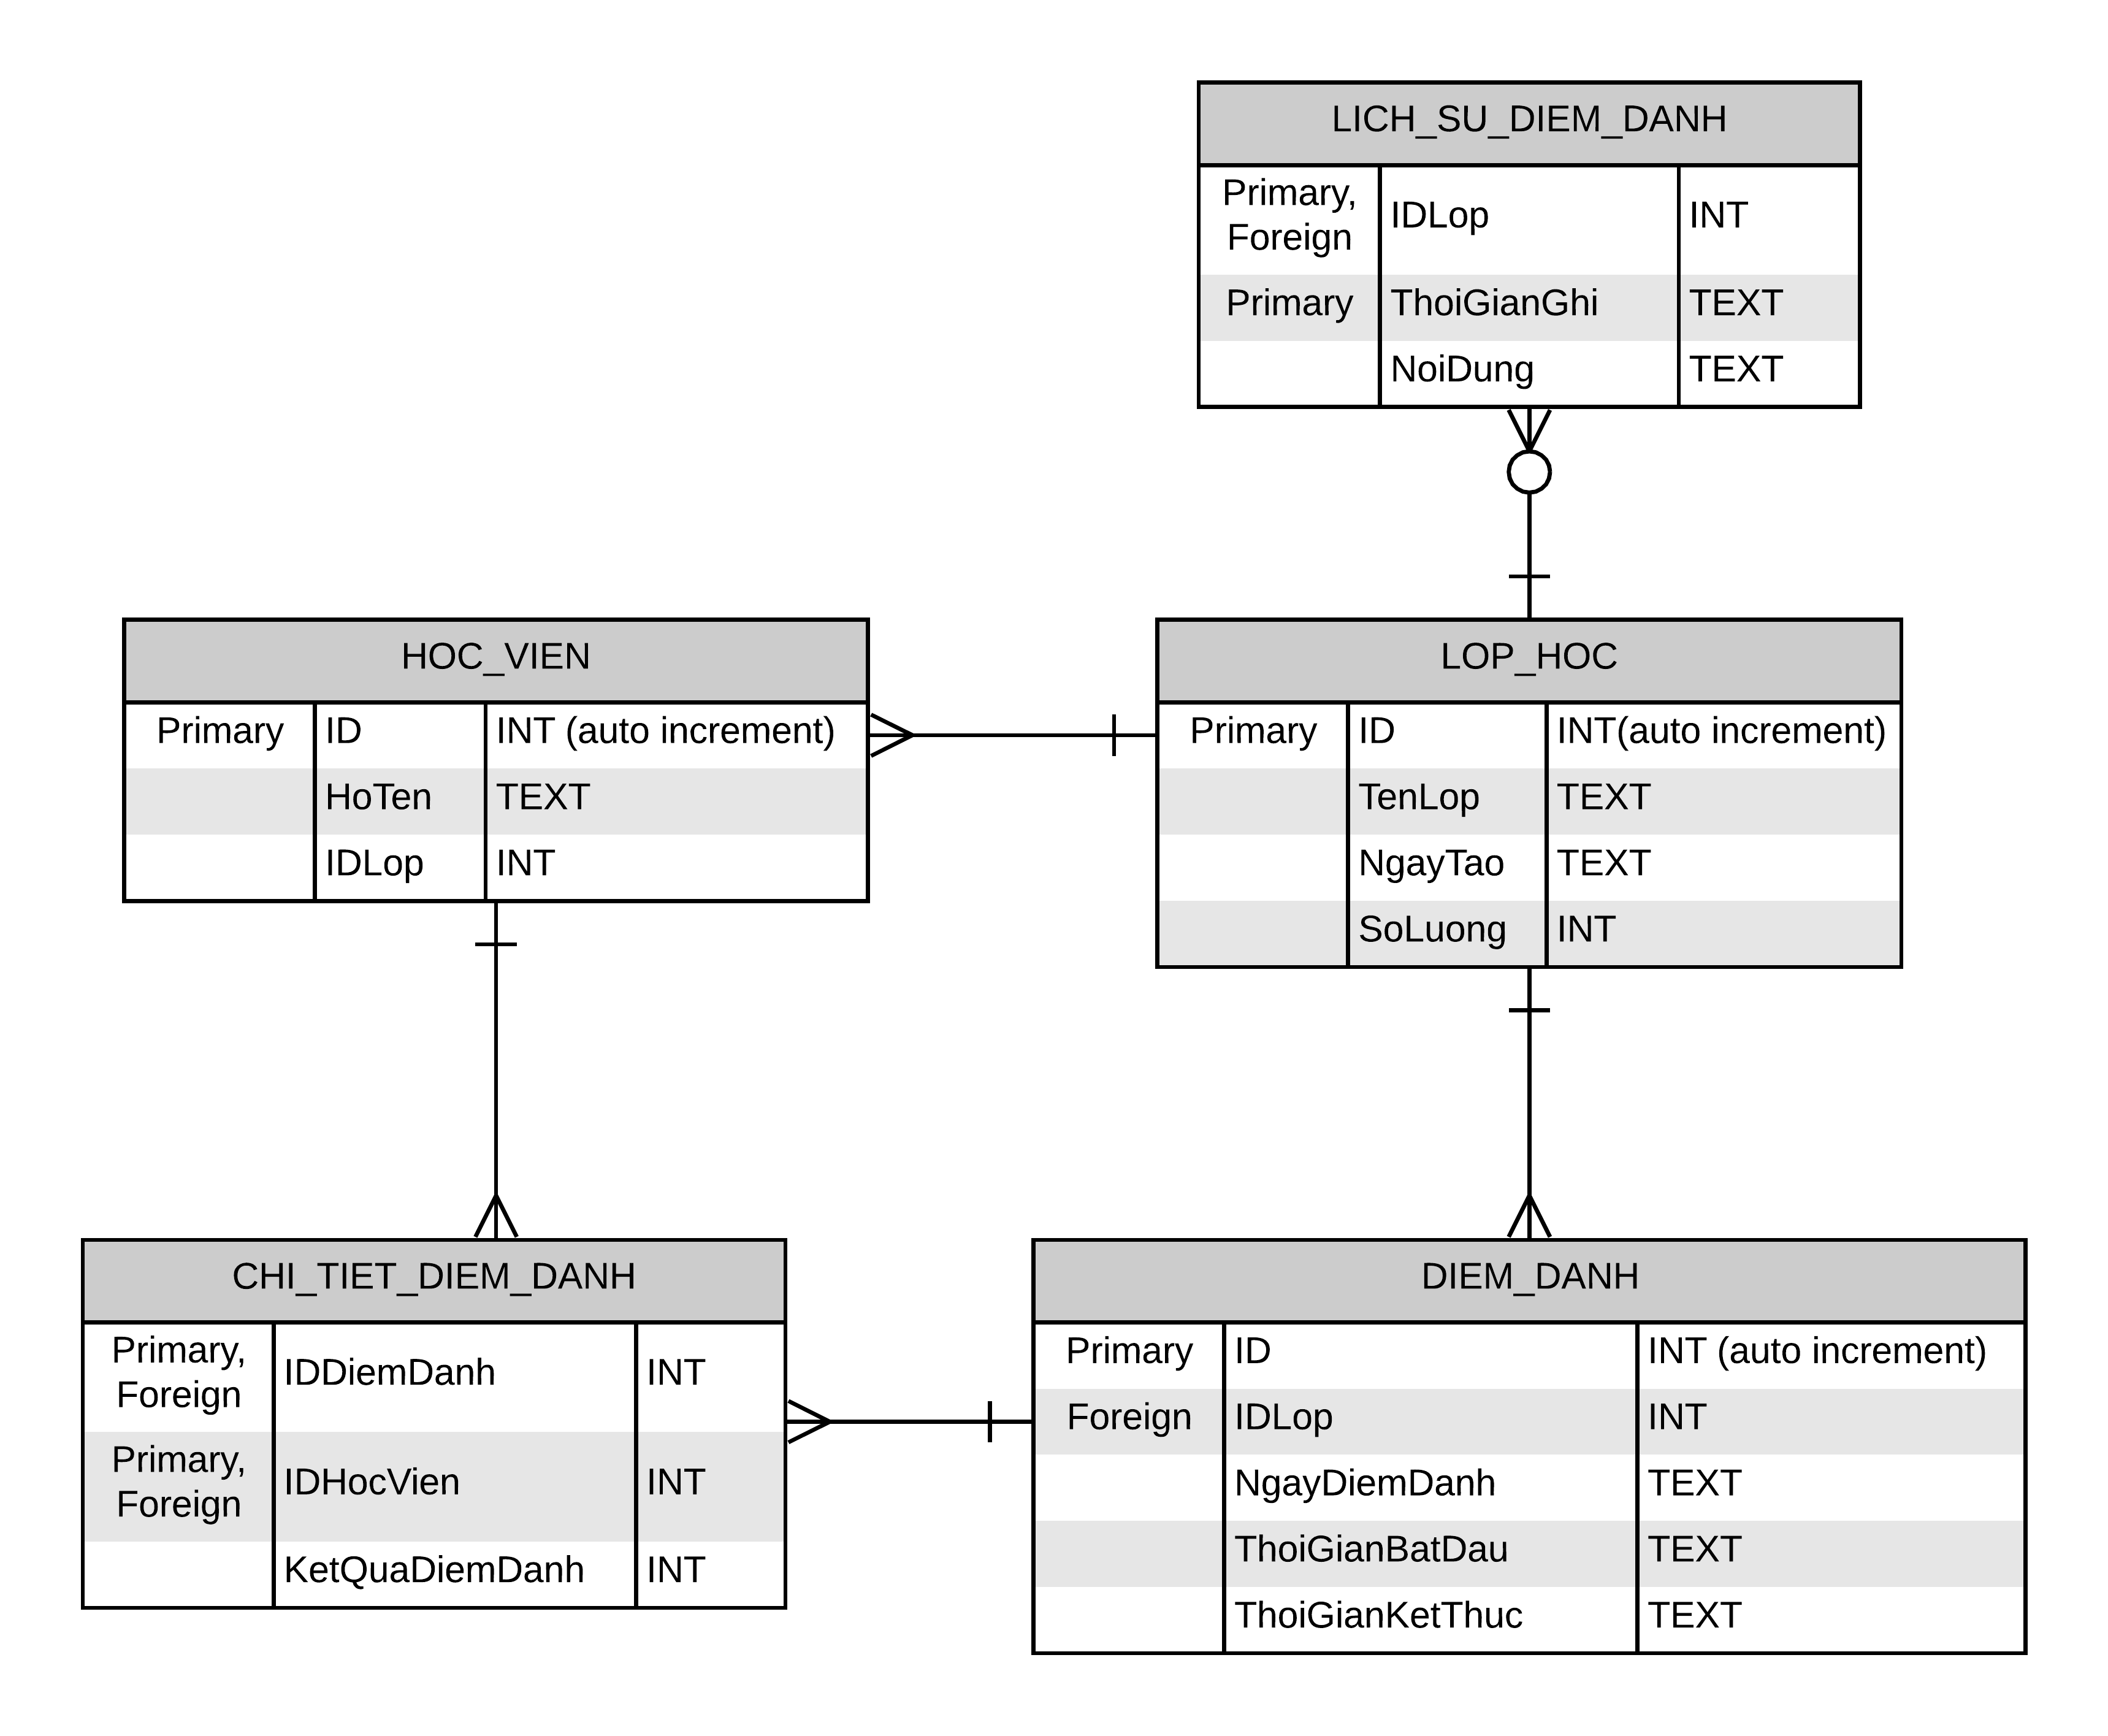 LICH_SU_DIEM_DANH
Primary,
Foreign
IDLop
INT
Primary
ThoiGianGhi
TEXT
NoiDung
TEXT
HOC_VIEN
Primary
ID
INT (auto increment)
HoTen
TEXT
IDLop
INT
LOP_HOC
Primary
ID
INT(auto increment)
TenLop
TEXT
NgayTao
TEXT
SoLuong
INT
CHI_TIET_DIEM_DANH
Primary,
Foreign
IDDiemDanh
INT
Primary,
Foreign
IDHocVien
INT
KetQuaDiemDanh
INT
DIEM_DANH
Primary
ID
INT (auto increment)
Foreign
IDLop
INT
NgayDiemDanh
TEXT
ThoiGianBatDau
TEXT
ThoiGianKetThuc
TEXT